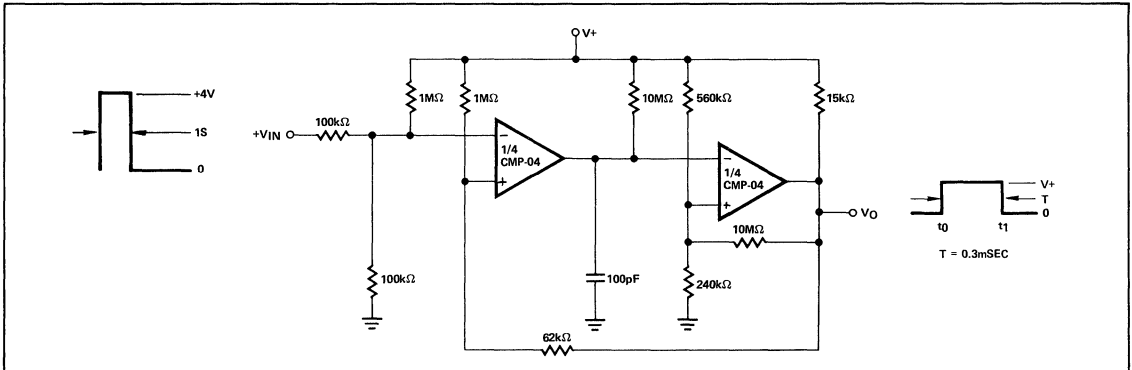 V+
+4V
1S
0
+VIN
100kΩ
1MΩ
1MΩ
10MΩ
560kΩ
15kΩ
−
1/4
CMP-04
+
−
1/4
CMP-04
+
VO
V+
T
0
t0
t1
T = 0.3mSEC
10MΩ
100kΩ
100pF
240kΩ
62kΩ